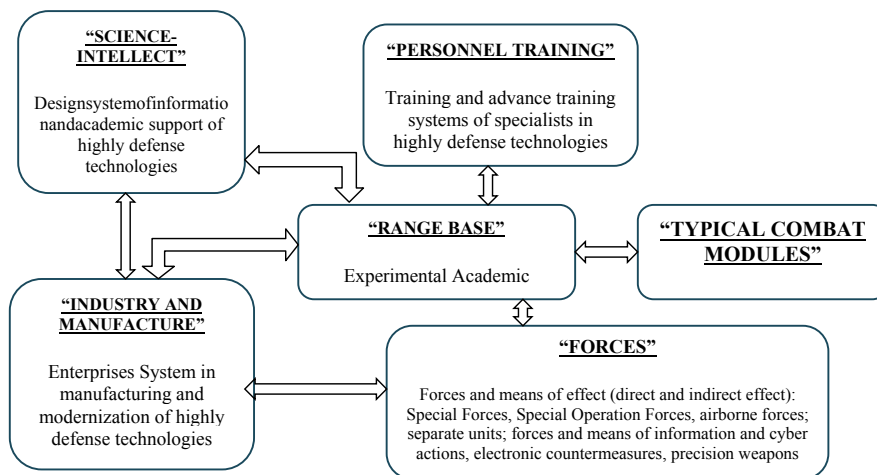 “SCIENCE-
INTELLECT”
Designsystemofinformatio
nandacademic support of
highly defense
technologies
“PERSONNEL TRAINING”
Training and advance training
systems of specialists in
highly defense technologies
“RANGE BASE”
Experimental Academic
“TYPICAL COMBAT
MODULES”
“INDUSTRY AND
MANUFACTURE”
Enterprises System in
manufacturing and
modernization of highly
defense technologies
“FORCES”
Forces and means of effect (direct and indirect effect):
Special Forces, Special Operation Forces, airborne forces;
separate units; forces and means of information and cyber
actions, electronic countermeasures, precision weapons